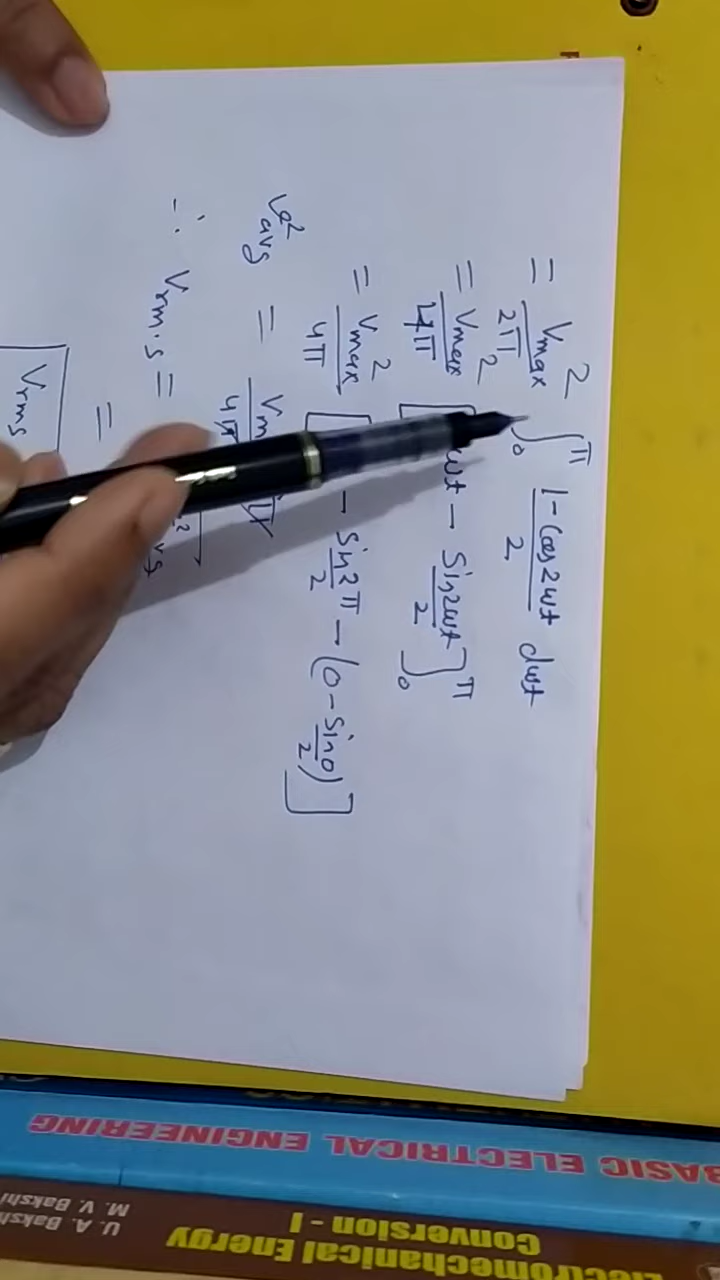 = Vmax² / 2π ∫₀^π 1 - Cos2ωt / 2 dωt
= Vmax² / 4π [ωt - Sin2ωt / 2]₀^π
= Vmax² / 4π [ - Sin2π / 2 - (0 - Sin0 / 2)]
V²avg = Vm / 4π π
∴ Vr.m.s =
=
Vrms
BASIC ELECTRICAL ENGINEERING
Electromechanical Energy
Conversion - I
U. A. Bakshi
M. V. Bakshi